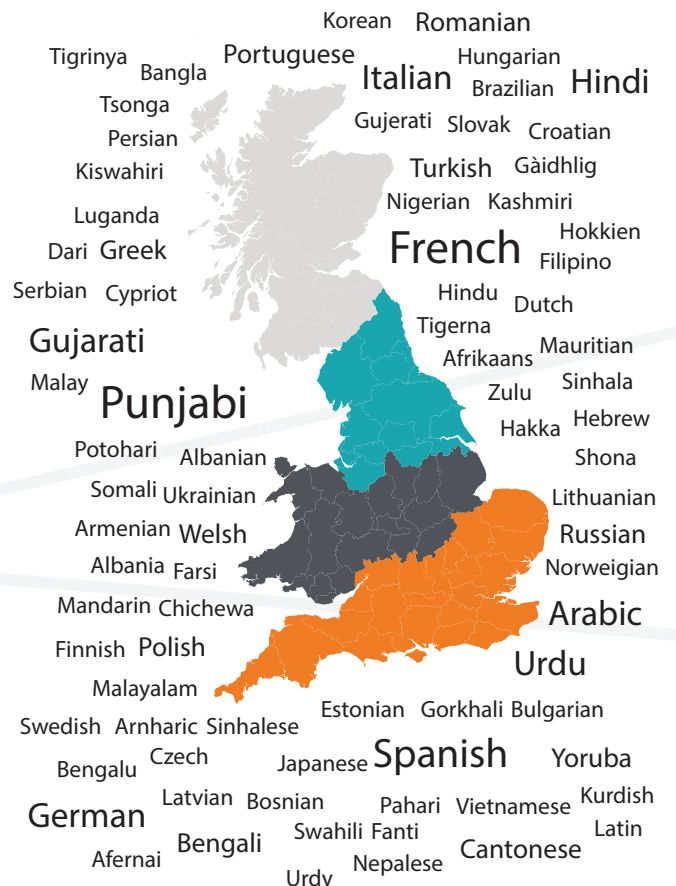 Korean Romanian
Tigrinya Bangla Portuguese Italian Hungarian Brazilian Hindi
Tsonga Gujerati Slovak Croatian
Persian
Kiswahiri Turkish Gàidhlig
Nigerian Kashmiri
Luganda
Dari Greek French Hokkien
Filipino
Serbian Cypriot Hindu Dutch
Tigerna
Gujarati Afrikaans Mauritian
Malay Punjabi Zulu Sinhala
Hakka Hebrew
Potohari Albanian Shona
Somali Ukrainian Lithuanian
Armenian Welsh Russian
Albania Farsi Norweigian
Mandarin Chichewa Arabic
Finnish Polish
Urdu
Malayalam
Estonian Gorkhali Bulgarian
Swedish Arnharic Sinhalese
Bengalu Czech Japanese Spanish Yoruba
Latvian Bosnian Pahari Vietnamese Kurdish
German Bengali Swahili Fanti Latin
Afernai Nepalese Cantonese
Urdv